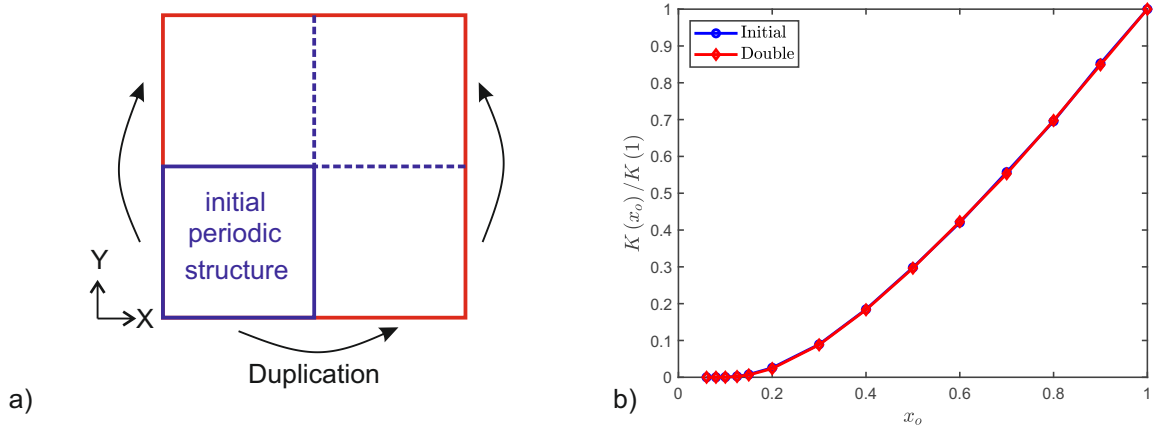 initial
periodic
structure
Y
X
Duplication
a)
Initial
Double
1
0.9
0.8
0.7
0.6
0.5
0.4
0.3
0.2
0.1
0
K (x_o) /K (1)
0 0.2 0.4 0.6 0.8 1
x_o
b)